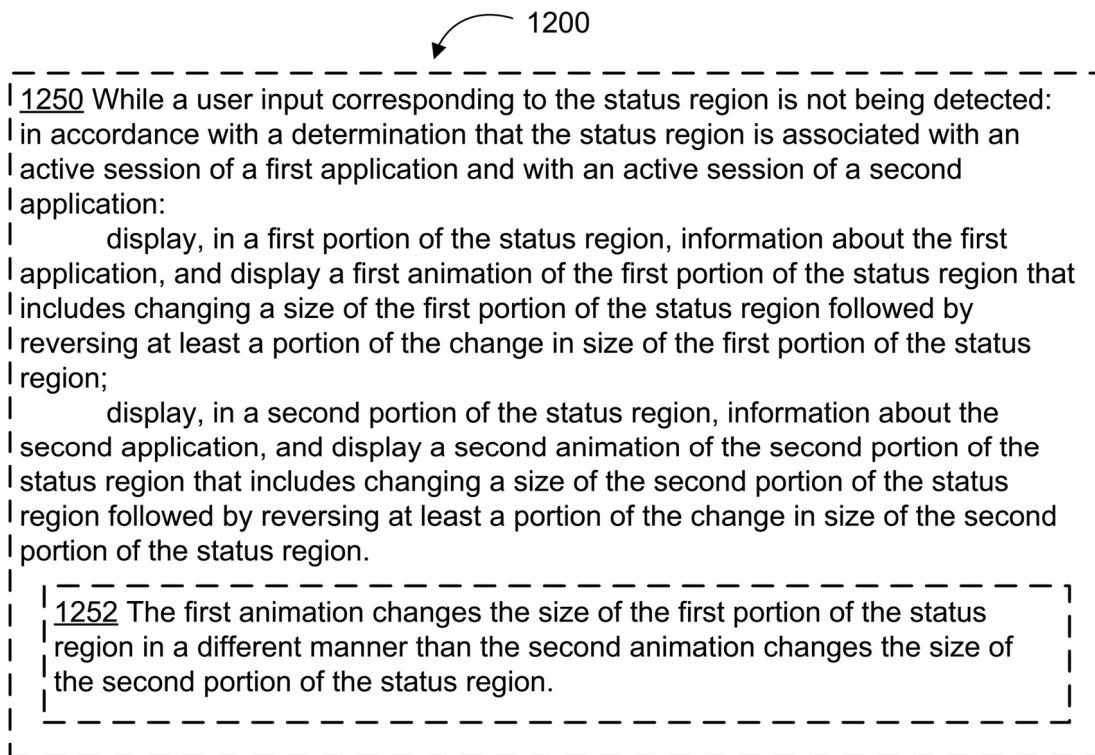 1200
1250 While a user input corresponding to the status region is not being detected:
in accordance with a determination that the status region is associated with an
active session of a first application and with an active session of a second
application:
display, in a first portion of the status region, information about the first
application, and display a first animation of the first portion of the status region that
includes changing a size of the first portion of the status region followed by
reversing at least a portion of the change in size of the first portion of the status
region;
display, in a second portion of the status region, information about the
second application, and display a second animation of the second portion of the
status region that includes changing a size of the second portion of the status
region followed by reversing at least a portion of the change in size of the second
portion of the status region.
1252 The first animation changes the size of the first portion of the status
region in a different manner than the second animation changes the size of
the second portion of the status region.